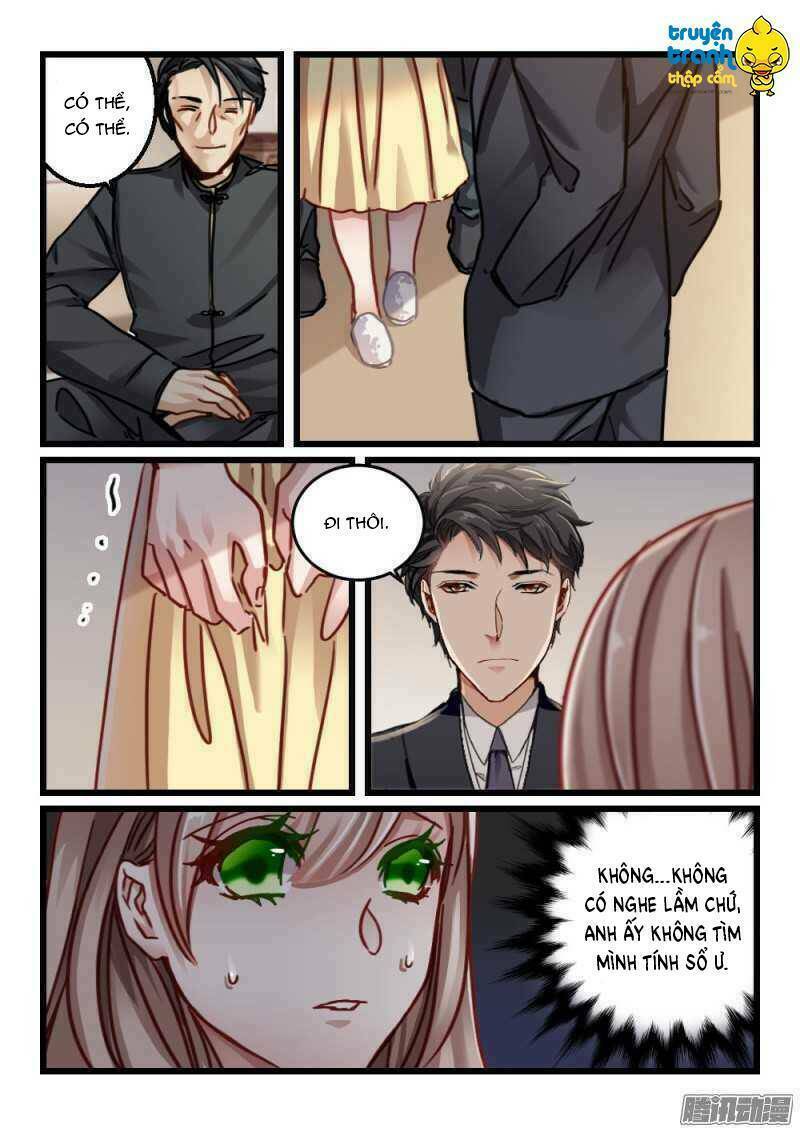 truyện
tranh
thập cẩm
CÓ THỂ,
CÓ THỂ.
ĐI THÔI.
KHÔNG...KHÔNG
CÓ NGHE LẦM CHỨ,
ANH ẤY KHÔNG TÌM
MÌNH TÍNH SỔ Ư.
腾讯动漫